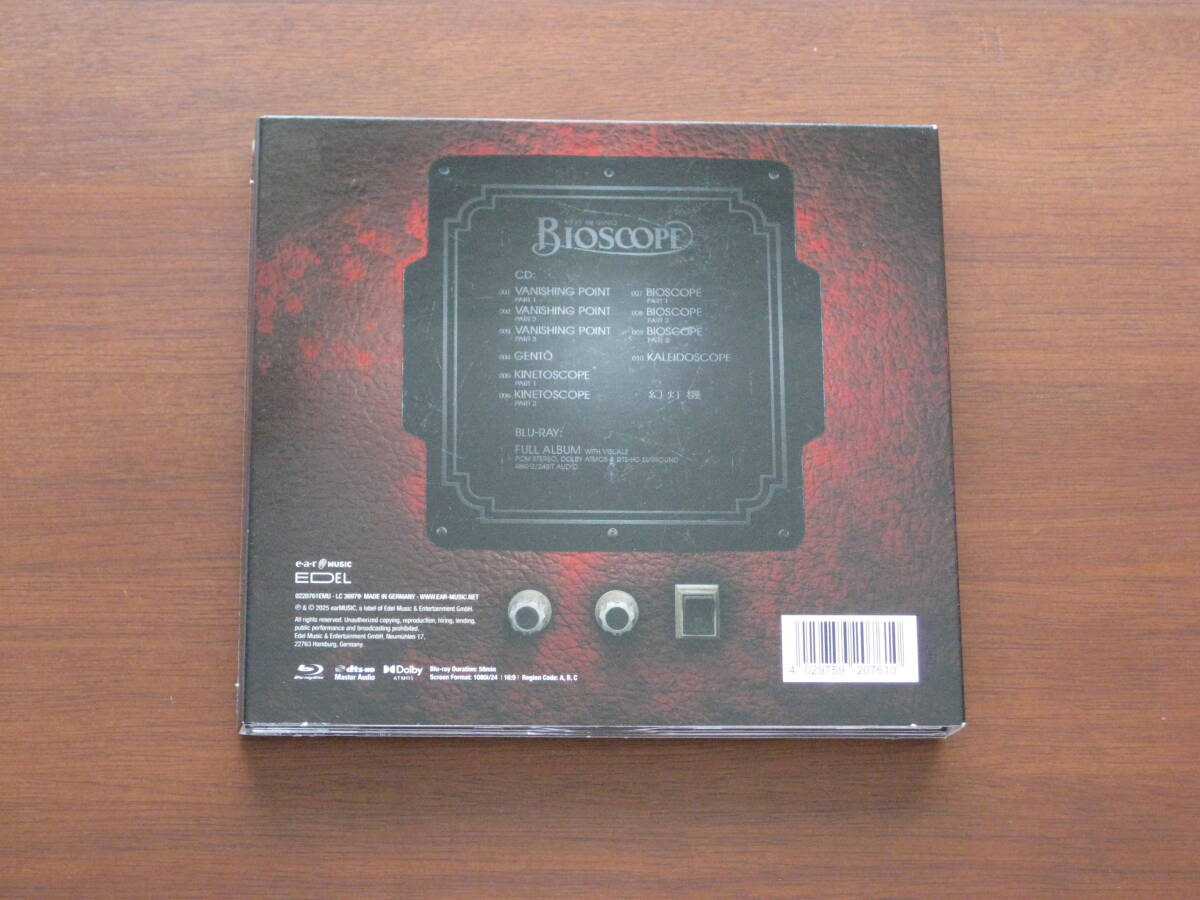 BIOSCOPE
CD:
001 VANISHING POINT
PART 1
002 VANISHING POINT
PART 2
003 VANISHING POINT
PART 3
004 GENTŌ
005 KINETOSCOPE
PART 1
006 KINETOSCOPE
PART 2
007 BIOSCOPE
PART 1
008 BIOSCOPE
PART 2
009 BIOSCOPE
PART 3
010 KALEIDOSCOPE
幻灯機
BLU-RAY:
FULL ALBUM WITH VISUALS
PCM STEREO, DOLBY ATMOS & DTS-HD SURROUND
24BIT AUDIO
e·a·r MUSIC
EDEL
0220761EMU · LC 30979 · MADE IN GERMANY · WWW.EAR-MUSIC.NET
℗ & © 2025 earMUSIC, a label of Edel Music & Entertainment GmbH.
All rights reserved. Unauthorized copying, reproduction, hiring, lending,
public performance and broadcasting prohibited.
Edel Music & Entertainment GmbH, Neumühlen 17,
22763 Hamburg, Germany.
Blu-ray Disc
dts-HD
Master Audio
Dolby
ATMOS
Blu-ray Duration: 58min
Screen Format: 1080i/24 | 16:9 | Region Code: A, B, C
4 029759 207610